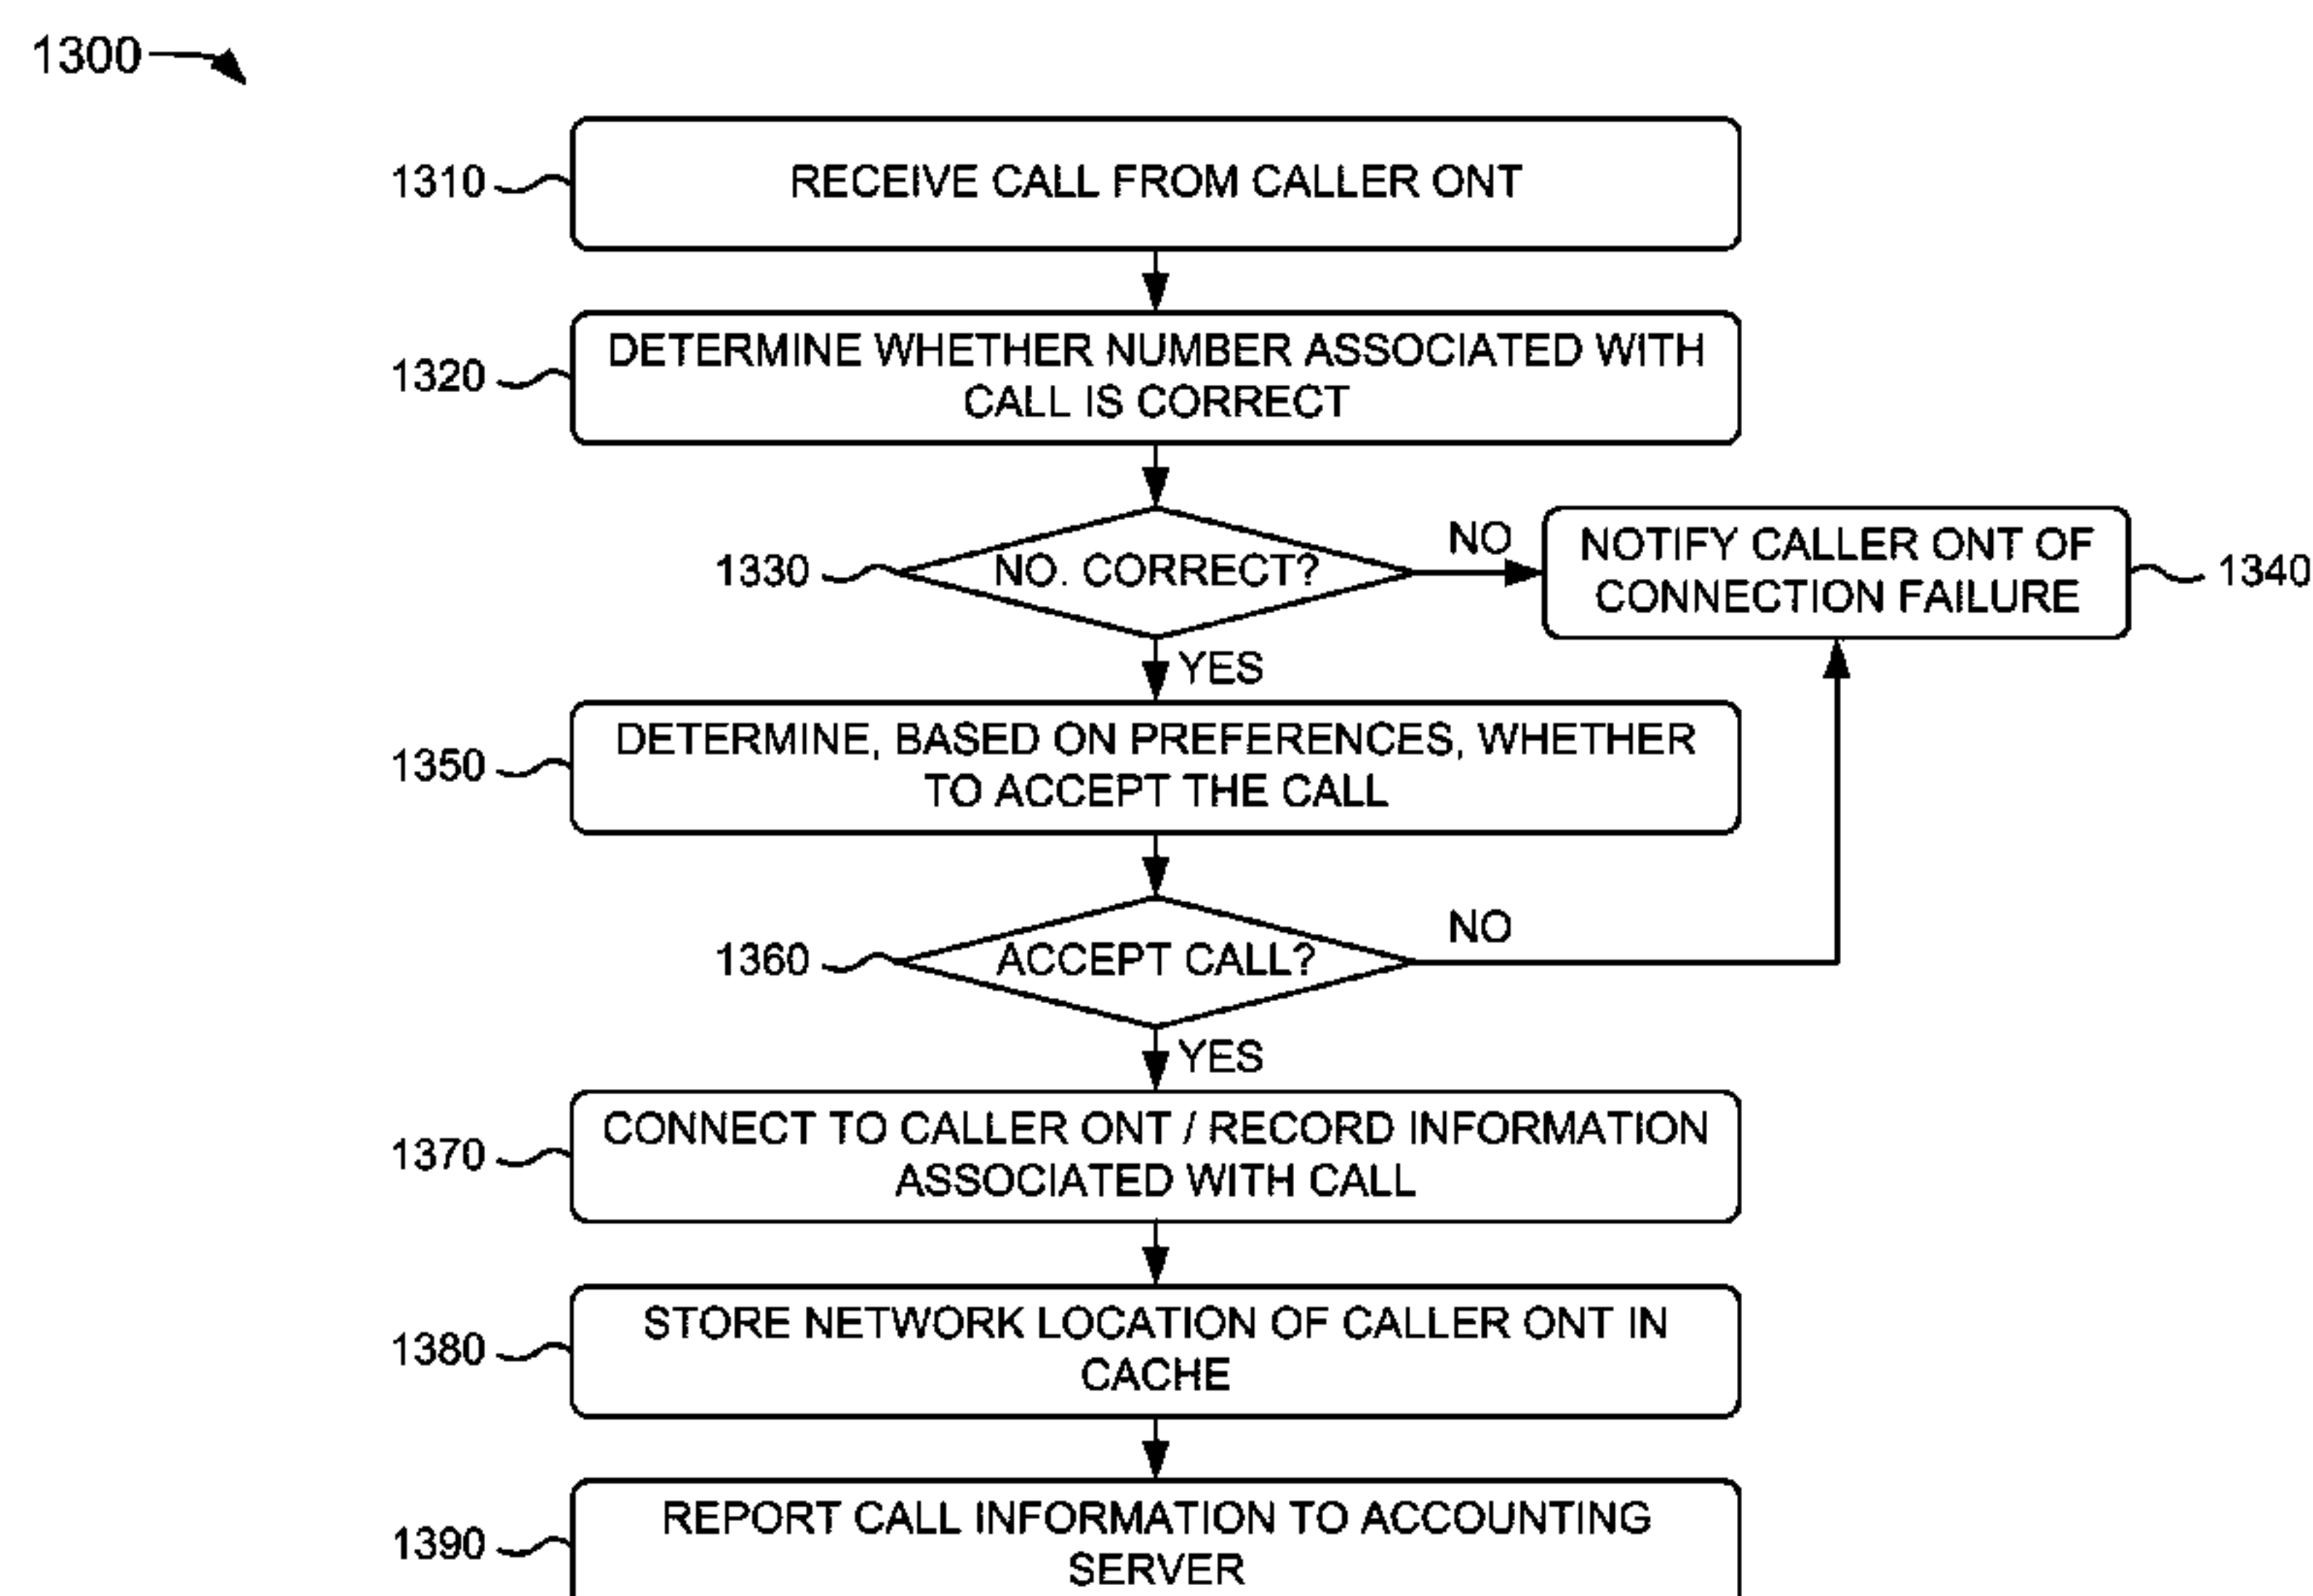 1300
1310
RECEIVE CALL FROM CALLER ONT
1320
DETERMINE WHETHER NUMBER ASSOCIATED WITH
CALL IS CORRECT
1330
NO. CORRECT?
NO
NOTIFY CALLER ONT OF
CONNECTION FAILURE
1340
YES
1350
DETERMINE, BASED ON PREFERENCES, WHETHER
TO ACCEPT THE CALL
1360
ACCEPT CALL?
NO
YES
1370
CONNECT TO CALLER ONT / RECORD INFORMATION
ASSOCIATED WITH CALL
1380
STORE NETWORK LOCATION OF CALLER ONT IN
CACHE
1390
REPORT CALL INFORMATION TO ACCOUNTING
SERVER